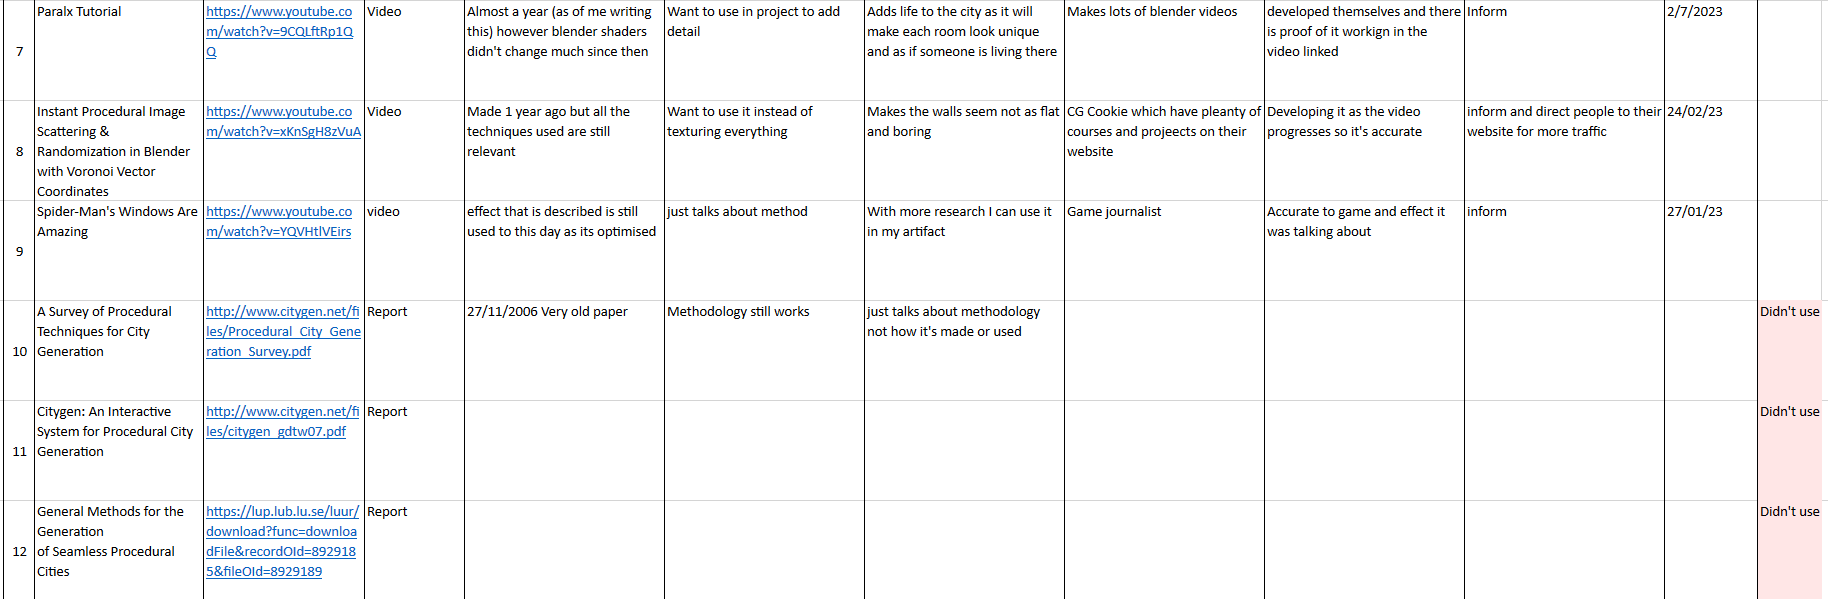 7
Paralx Tutorial
https://www.youtube.co
m/watch?v=9CQLftRp1Q
Q
Video
Almost a year (as of me writing
this) however blender shaders
didn't change much since then
Want to use in project to add
detail
Adds life to the city as it will
make each room look unique
and as if someone is living there
Makes lots of blender videos
developed themselves and there
is proof of it workign in the
video linked
Inform
2/7/2023
8
Instant Procedural Image
Scattering &
Randomization in Blender
with Voronoi Vector
Coordinates
https://www.youtube.co
m/watch?v=xKnSgH8zVuA
Video
Made 1 year ago but all the
techniques used are still
relevant
Want to use it instead of
texturing everything
Makes the walls seem not as flat
and boring
CG Cookie which have pleanty of
courses and projeects on their
website
Developing it as the video
progresses so it's accurate
inform and direct people to their
website for more traffic
24/02/23
9
Spider-Man's Windows Are
Amazing
https://www.youtube.co
m/watch?v=YQVHtlVEirs
video
effect that is described is still
used to this day as its optimised
just talks about method
With more research I can use it
in my artifact
Game journalist
Accurate to game and effect it
was talking about
inform
27/01/23
10
A Survey of Procedural
Techniques for City
Generation
http://www.citygen.net/fi
les/Procedural_City_Gene
ration_Survey.pdf
Report
27/11/2006 Very old paper
Methodology still works
just talks about methodology
not how it's made or used
Didn't use
11
Citygen: An Interactive
System for Procedural City
Generation
http://www.citygen.net/fi
les/citygen_gdtw07.pdf
Report
Didn't use
12
General Methods for the
Generation
of Seamless Procedural
Cities
https://lup.lub.lu.se/luur/
download?func=downloa
dFile&recordOId=892918
5&fileOId=8929189
Report
Didn't use